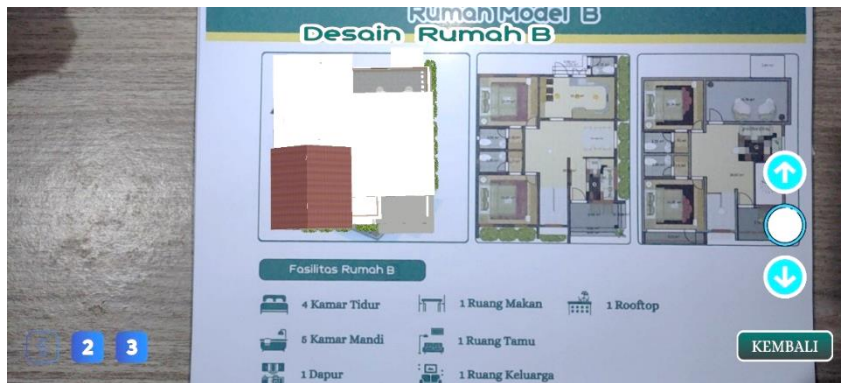 Rumah Model B
Desain Rumah B
Fasilitas Rumah B
4 Kamar Tidur
1 Ruang Makan
1 Rooftop
5 Kamar Mandi
1 Ruang Tamu
1 Dapur
1 Ruang Keluarga
1
2
3
KEMBALI